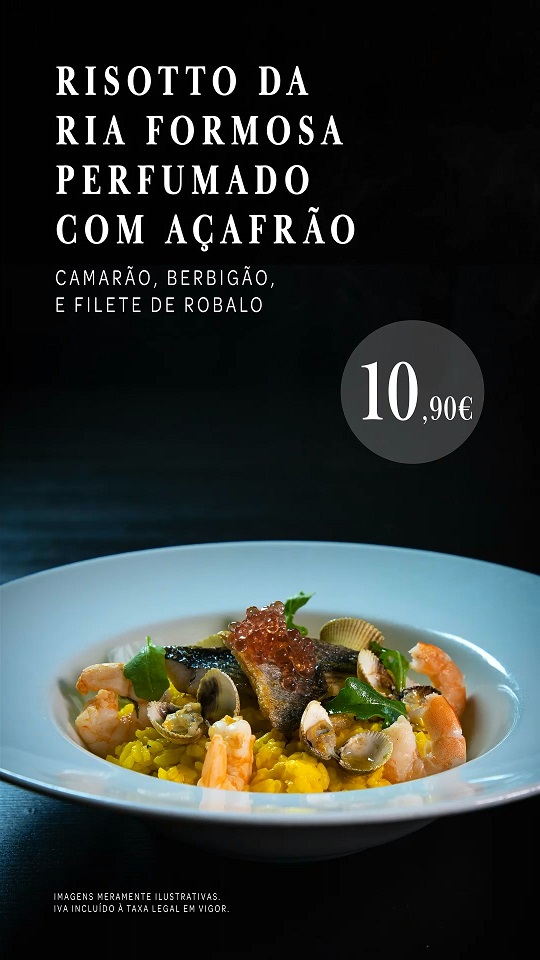 RISOTTO DA
RIA FORMOSA
PERFUMADO
COM AÇAFRÃO
CAMARÃO, BERBIGÃO,
E FILETE DE ROBALO
10,90€
IMAGENS MERAMENTE ILUSTRATIVAS.
IVA INCLUÍDO À TAXA LEGAL EM VIGOR.